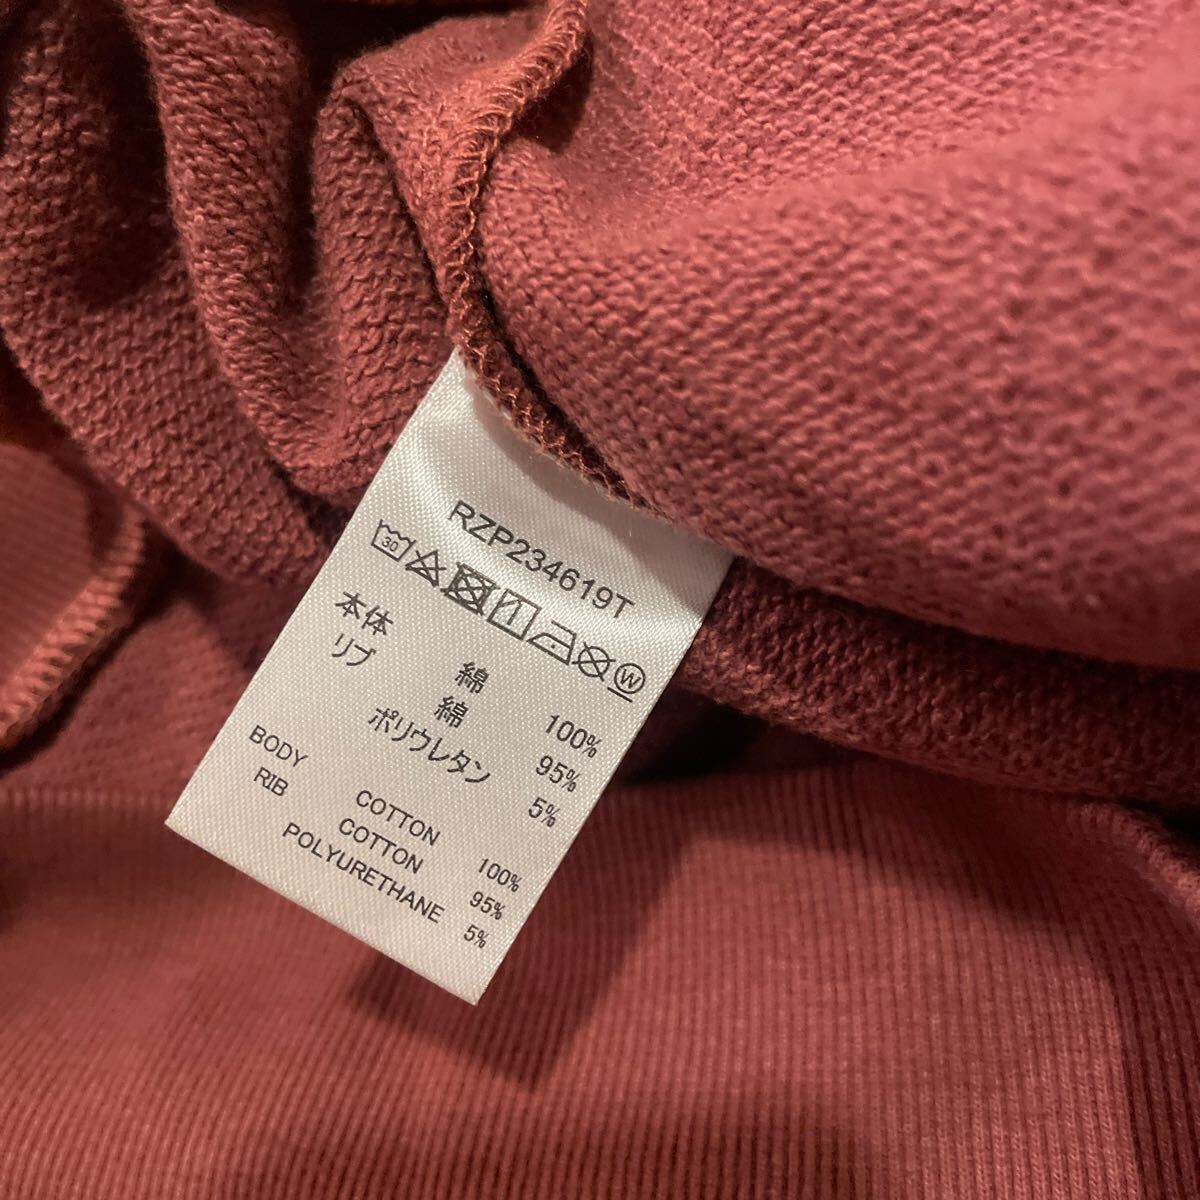 RZP234619T
30 W
本体 綿 100%
リブ 綿 95%
ポリウレタン 5%
BODY COTTON 100%
RIB COTTON 95%
POLYURETHANE 5%